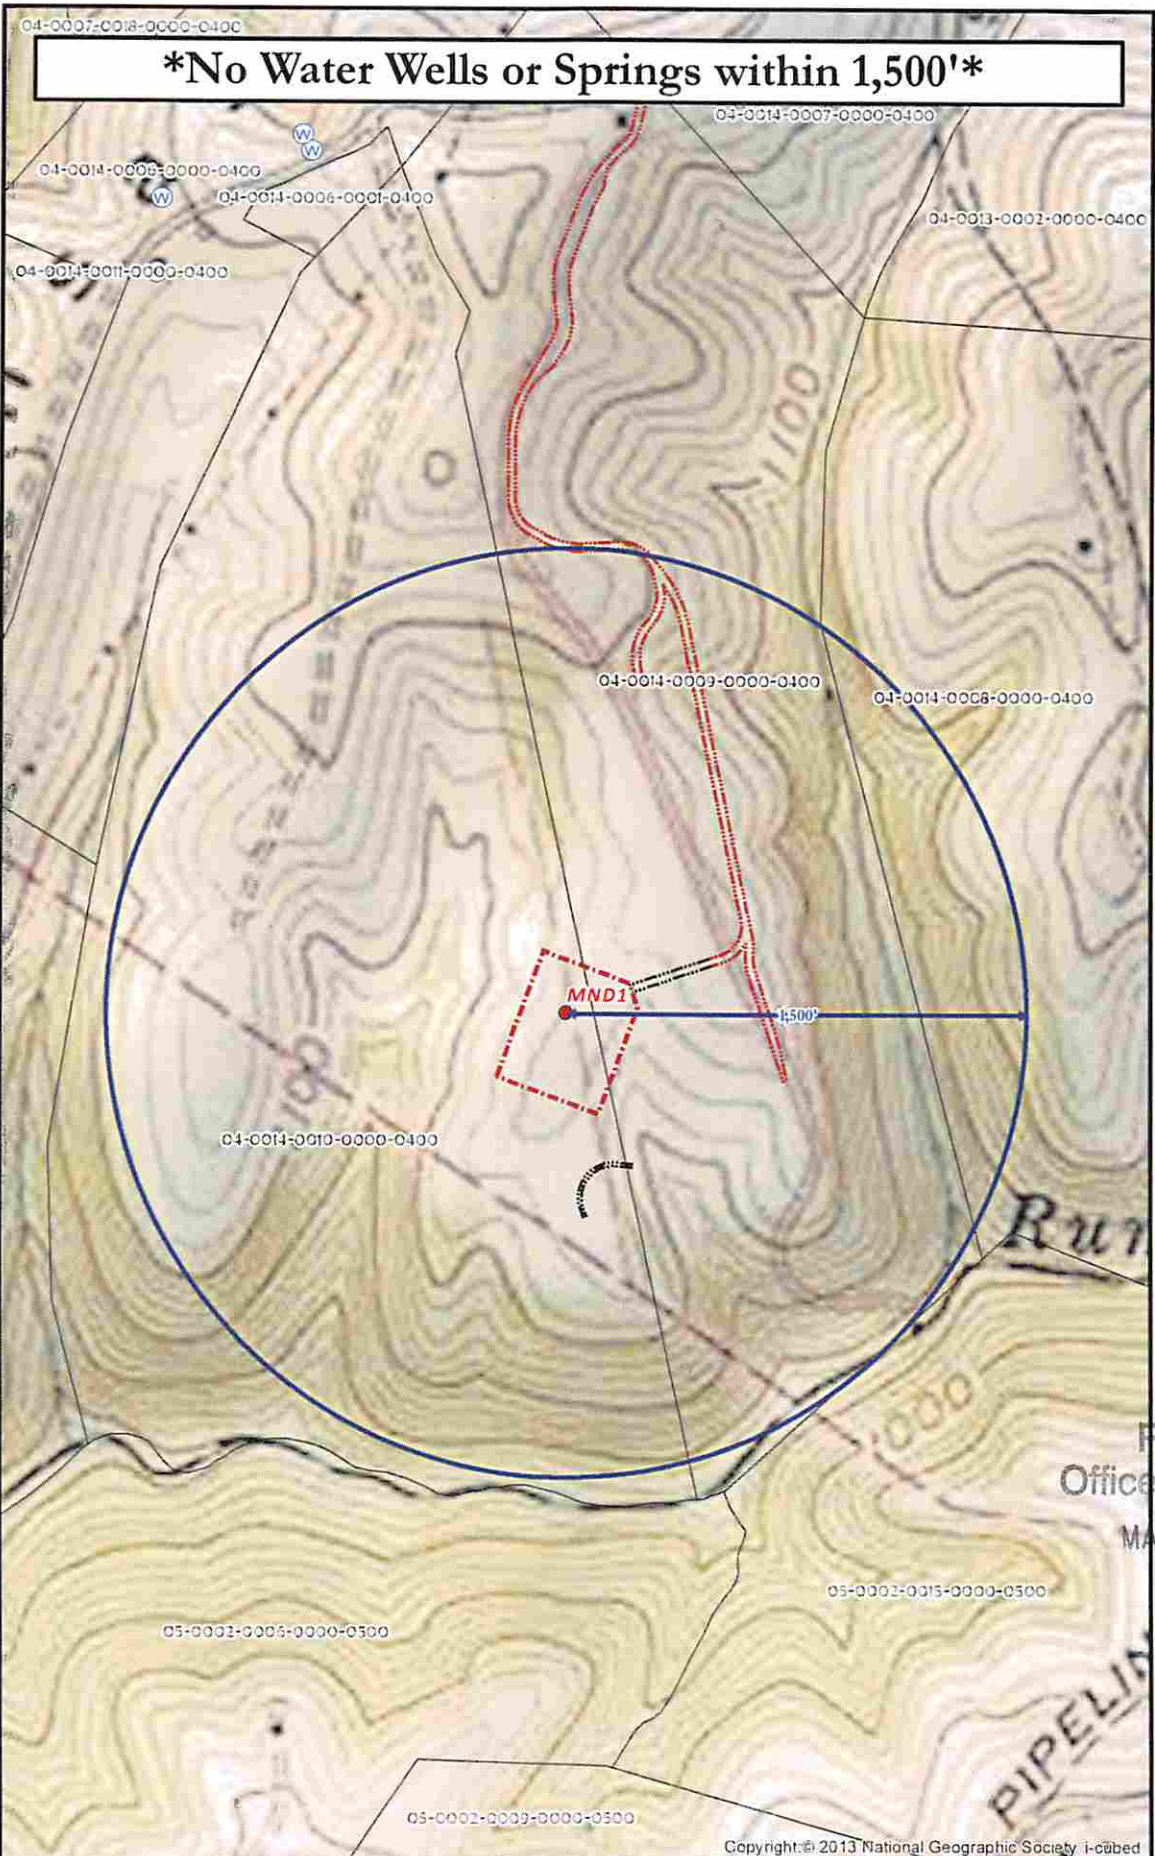 04-0007-0018-0000-0400
*No Water Wells or Springs within 1,500'*
04-0014-0007-0000-0400
W
W
04-0014-0006-0000-0400
W
04-0014-0006-0001-0400
04-0013-0002-0000-0400
04-0014-0011-0000-0400
1100
04-0014-0009-0000-0400
04-0014-0008-0000-0400
MND1
1,500'
1100
04-0014-0010-0000-0400
Run
1000
Office
MA
05-0002-0015-0000-0500
05-0002-0006-0000-0500
PIPELIN
05-0002-0009-0000-0500
Copyright:© 2013 National Geographic Society, i-cubed